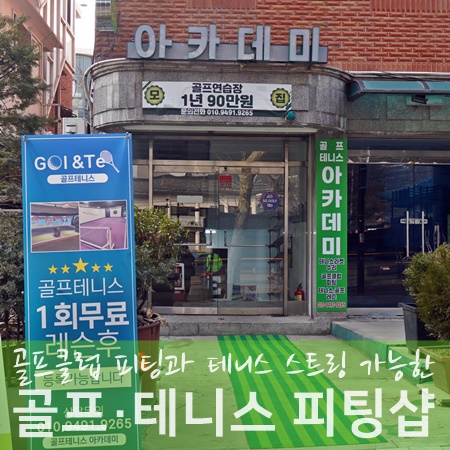 아카데미
모
골프연습장
1년 90만원
문의전화 010.9491.9265
집
GOl &Te
골프테니스
골프테니스
1회무료
레슨후
010.9491.9265
골프테니스 아카데미
골프
테니스
아카데미
골프클럽 피팅과 테니스 스트링 가능한
골프·테니스 피팅샵